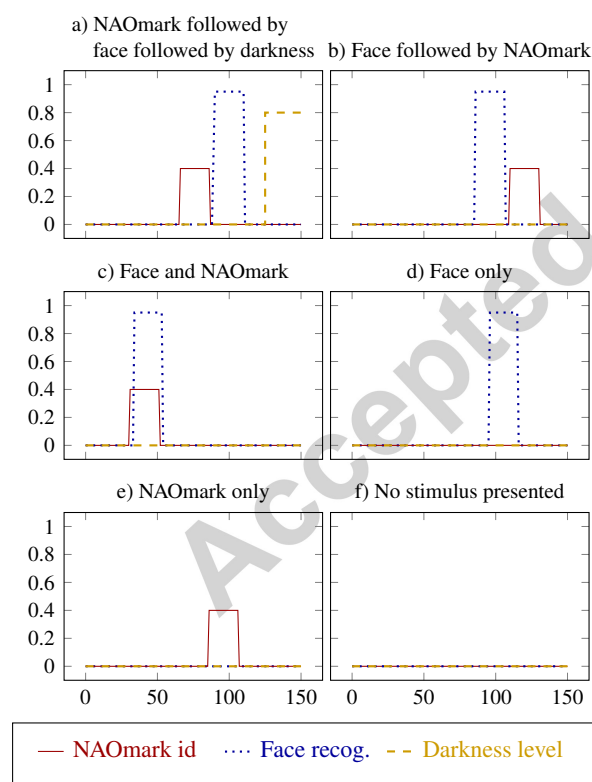 a) NAOmark followed by
face followed by darkness
b) Face followed by NAOmark
1
0.8
0.6
0.4
0.2
0
c) Face and NAOmark
d) Face only
1
0.8
0.6
0.4
0.2
0
e) NAOmark only
f) No stimulus presented
1
0.8
0.6
0.4
0.2
0
0 50 100 150
0 50 100 150
NAOmark id Face recog. Darkness level
Accepted